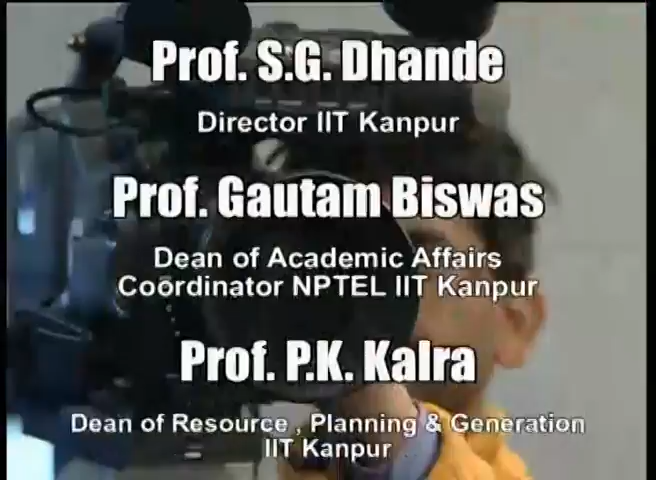 Prof. S.G. Dhande
Director IIT Kanpur
Prof. Gautam Biswas
Dean of Academic Affairs
Coordinator NPTEL IIT Kanpur
Prof. P.K. Kalra
Dean of Resource , Planning & Generation
IIT Kanpur